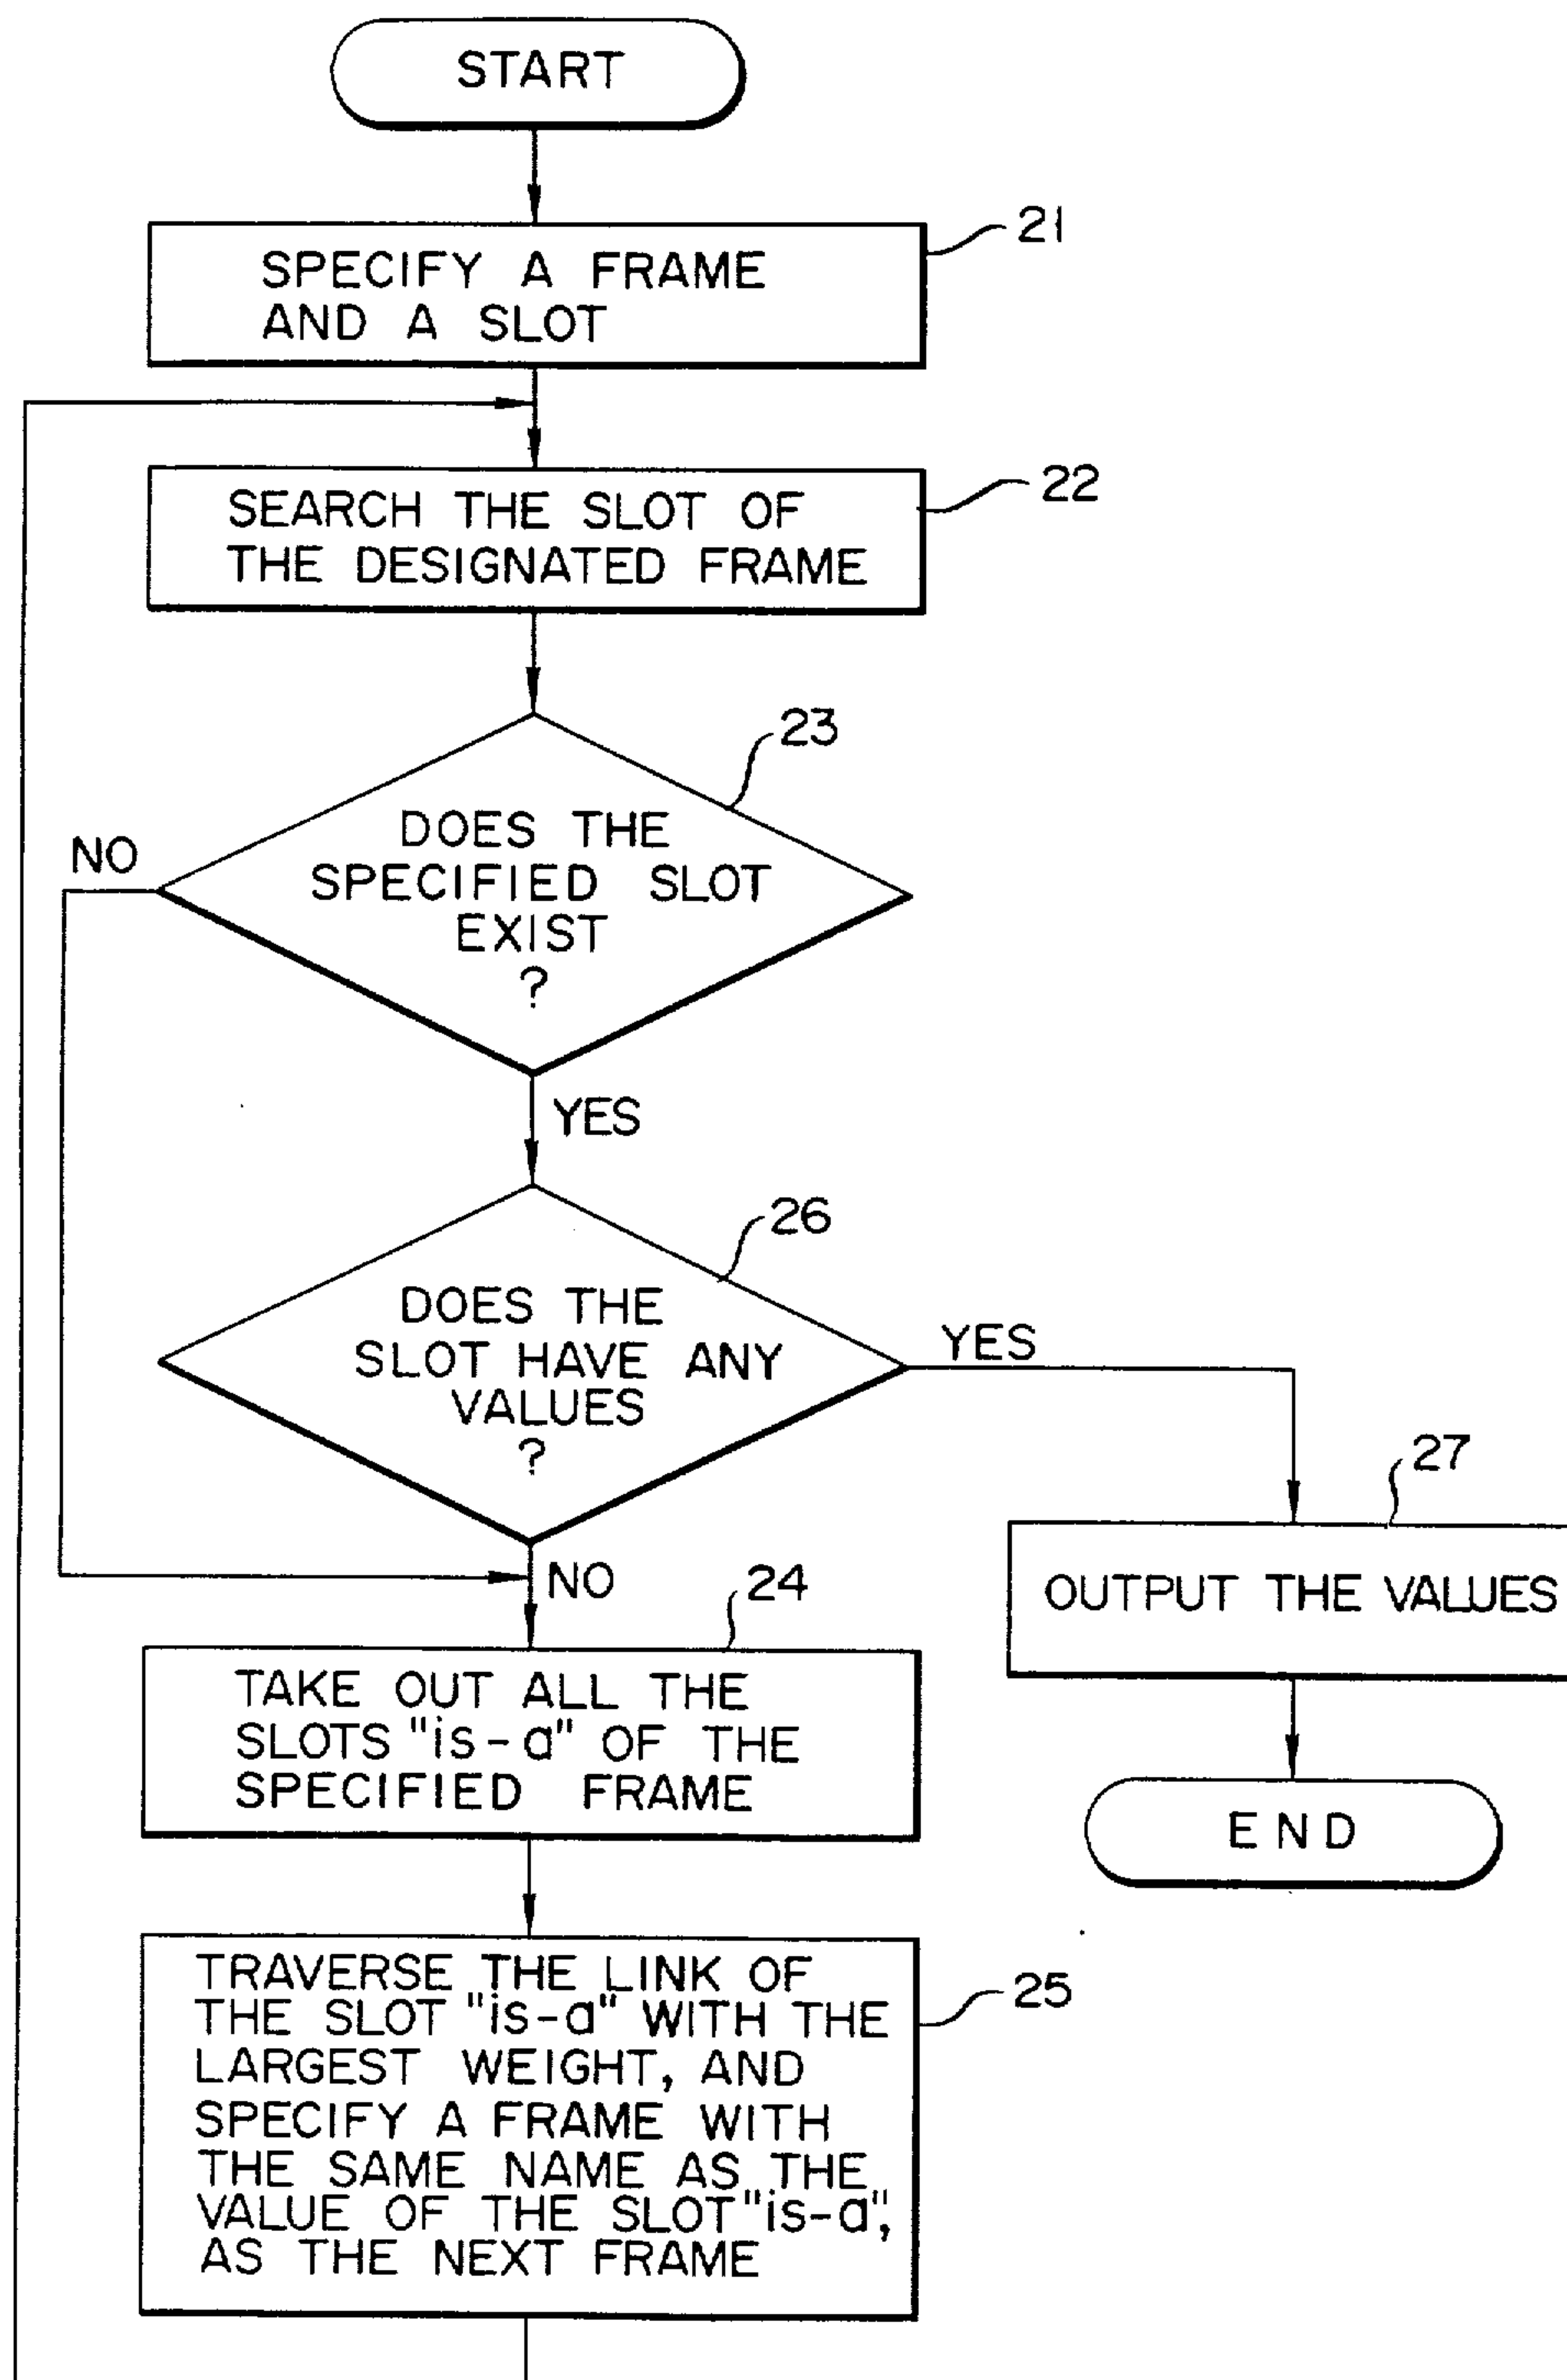 START
21
SPECIFY A FRAME
AND A SLOT
22
SEARCH THE SLOT OF
THE DESIGNATED FRAME
23
NO
DOES THE
SPECIFIED SLOT
EXIST
?
YES
26
DOES THE
SLOT HAVE ANY
VALUES
?
YES
27
NO
24
OUTPUT THE VALUES
TAKE OUT ALL THE
SLOTS "is-a" OF THE
SPECIFIED FRAME
END
25
TRAVERSE THE LINK OF
THE SLOT "is-a" WITH THE
LARGEST WEIGHT, AND
SPECIFY A FRAME WITH
THE SAME NAME AS THE
VALUE OF THE SLOT "is-a",
AS THE NEXT FRAME